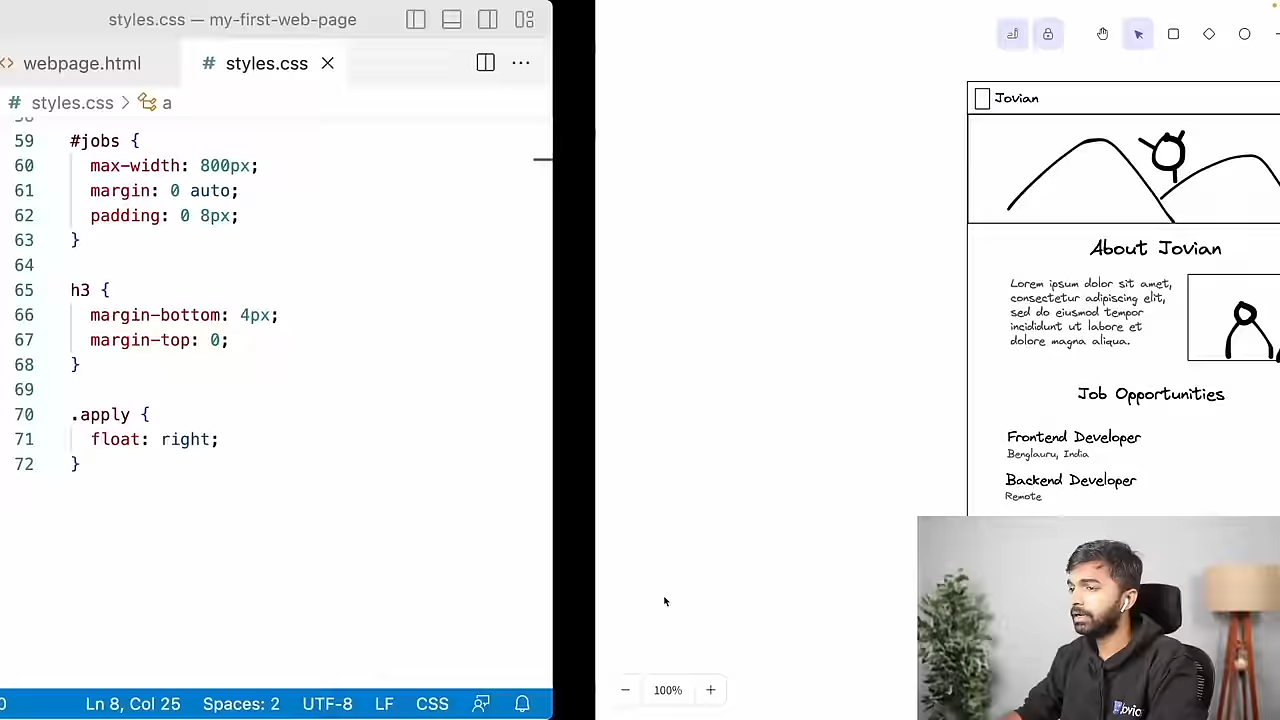 styles.css — my-first-web-page
webpage.html
# styles.css
# styles.css > a
59 #jobs {
60 max-width: 800px;
61 margin: 0 auto;
62 padding: 0 8px;
63 }
64
65 h3 {
66 margin-bottom: 4px;
67 margin-top: 0;
68 }
69
70 .apply {
71 float: right;
72 }
Ln 8, Col 25 Spaces: 2 UTF-8 LF CSS
Jovian
About Jovian
Lorem ipsum dolor sit amet,
consectetur adipiscing elit,
sed do eiusmod tempor
incididunt ut labore et
dolore magna aliqua.
Job Opportunities
Frontend Developer
Benglauru, India
Backend Developer
Remote
100%